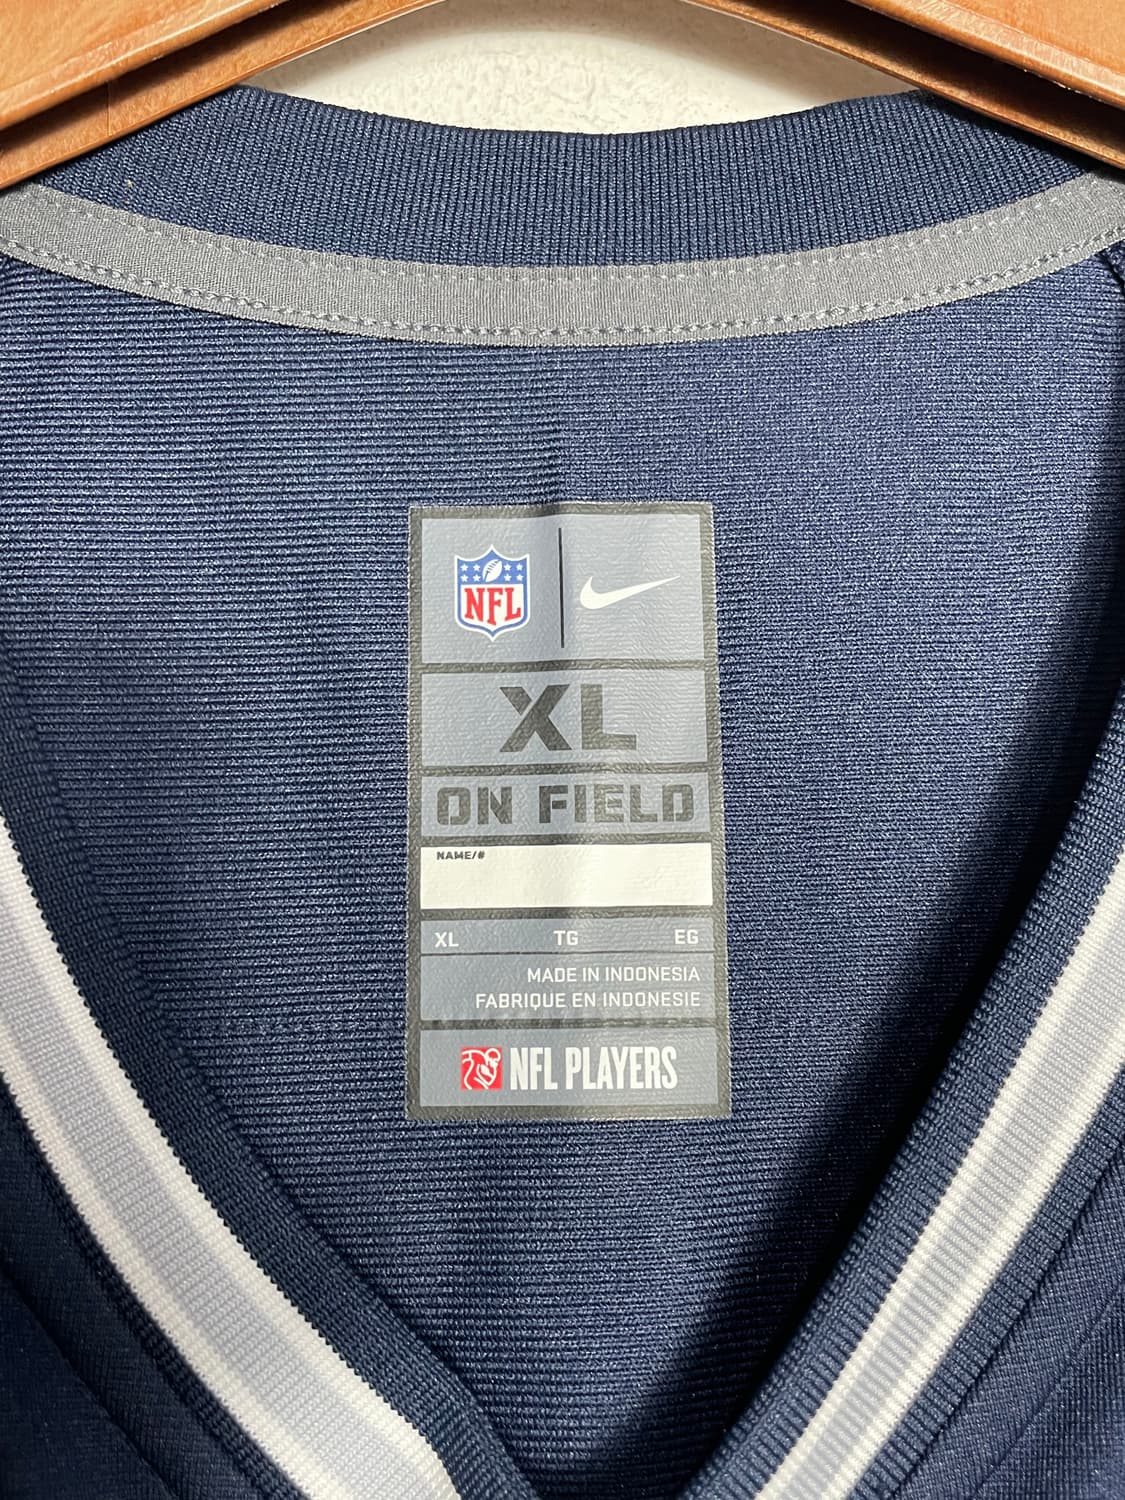 NFL
XL
ON FIELD
NAME/#
XL TG EG
MADE IN INDONESIA
FABRIQUE EN INDONESIE
NFL PLAYERS